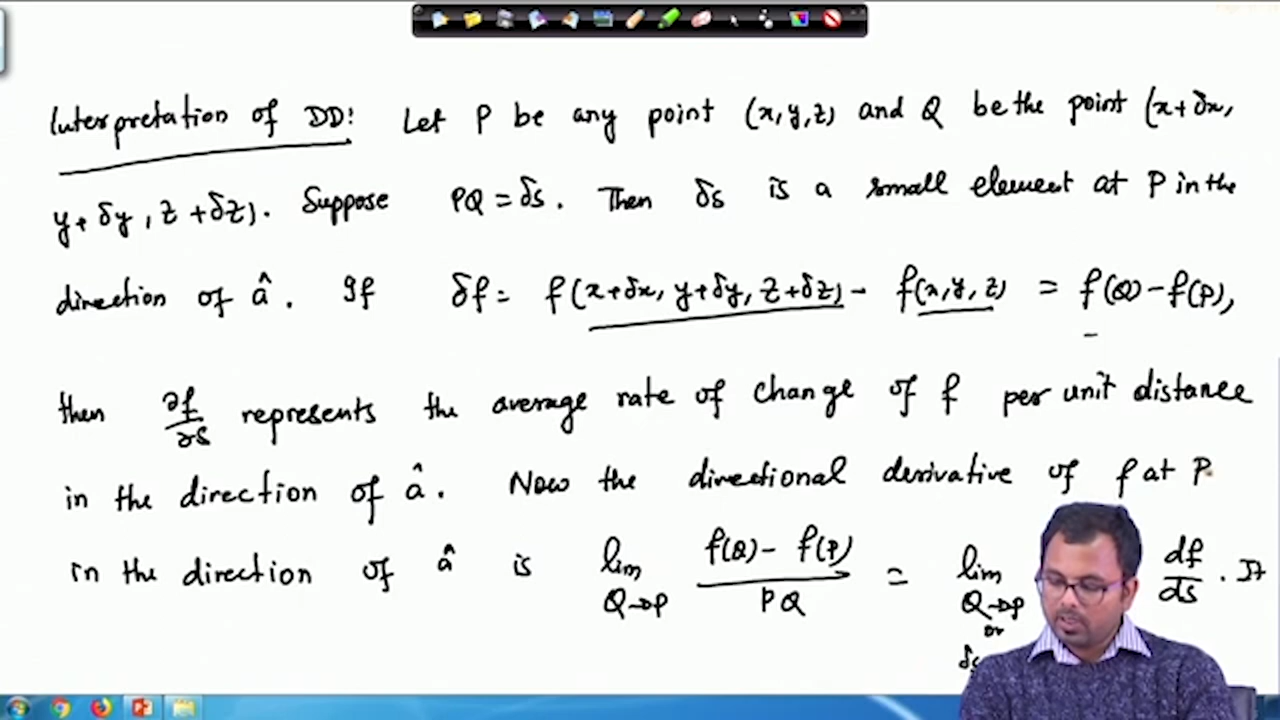 Interpretation of DD: Let P be any point (x,y,z) and Q be the point (x+δx,
y+δy, z+δz). Suppose PQ = δs. Then δs is a small element at P in the
direction of â. If δf = f(x+δx, y+δy, z+δz) - f(x,y,z) = f(Q)-f(P),
then ∂f/∂s represents the average rate of change of f per unit distance
in the direction of â. Now the directional derivative of f at P
in the direction of â is lim Q→P f(Q)-f(P)/PQ = lim Q→P or df/ds. It